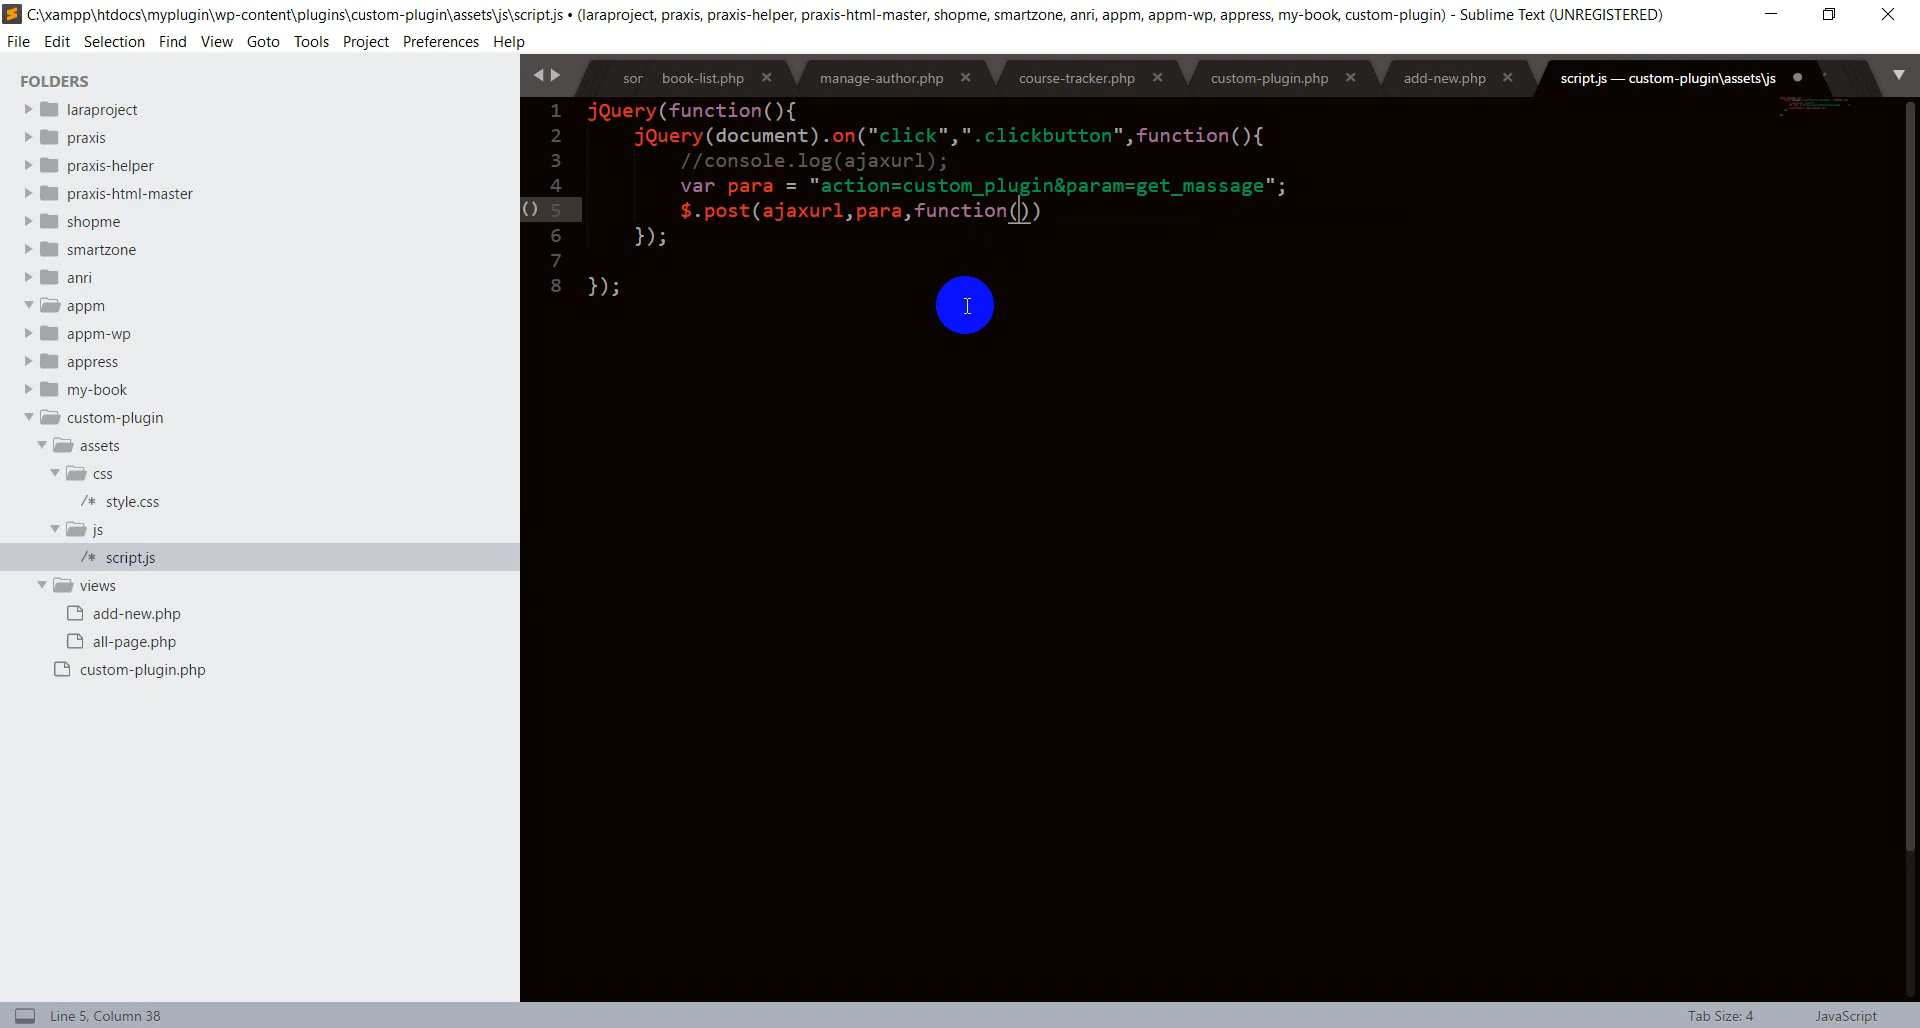 C:\xampp\htdocs\myplugin\wp-content\plugins\custom-plugin\assets\js\script.js • (laraproject, praxis, praxis-helper, praxis-html-master, shopme, smartzone, anri, appm, appm-wp, appress, my-book, custom-plugin) - Sublime Text (UNREGISTERED)
File Edit Selection Find View Goto Tools Project Preferences Help
FOLDERS
laraproject
praxis
praxis-helper
praxis-html-master
shopme
smartzone
anri
appm
appm-wp
appress
my-book
custom-plugin
assets
css
/* style.css
js
/* script.js
views
add-new.php
all-page.php
custom-plugin.php
sor book-list.php manage-author.php course-tracker.php custom-plugin.php add-new.php script.js — custom-plugin\assets\js
1 jQuery(function(){
2 jQuery(document).on("click",".clickbutton",function(){
3 //console.log(ajaxurl);
4 var para = "action=custom_plugin&param=get_massage";
() 5 $.post(ajaxurl,para,function())
6 });
7
8 });
Line 5, Column 38 Tab Size: 4 JavaScript